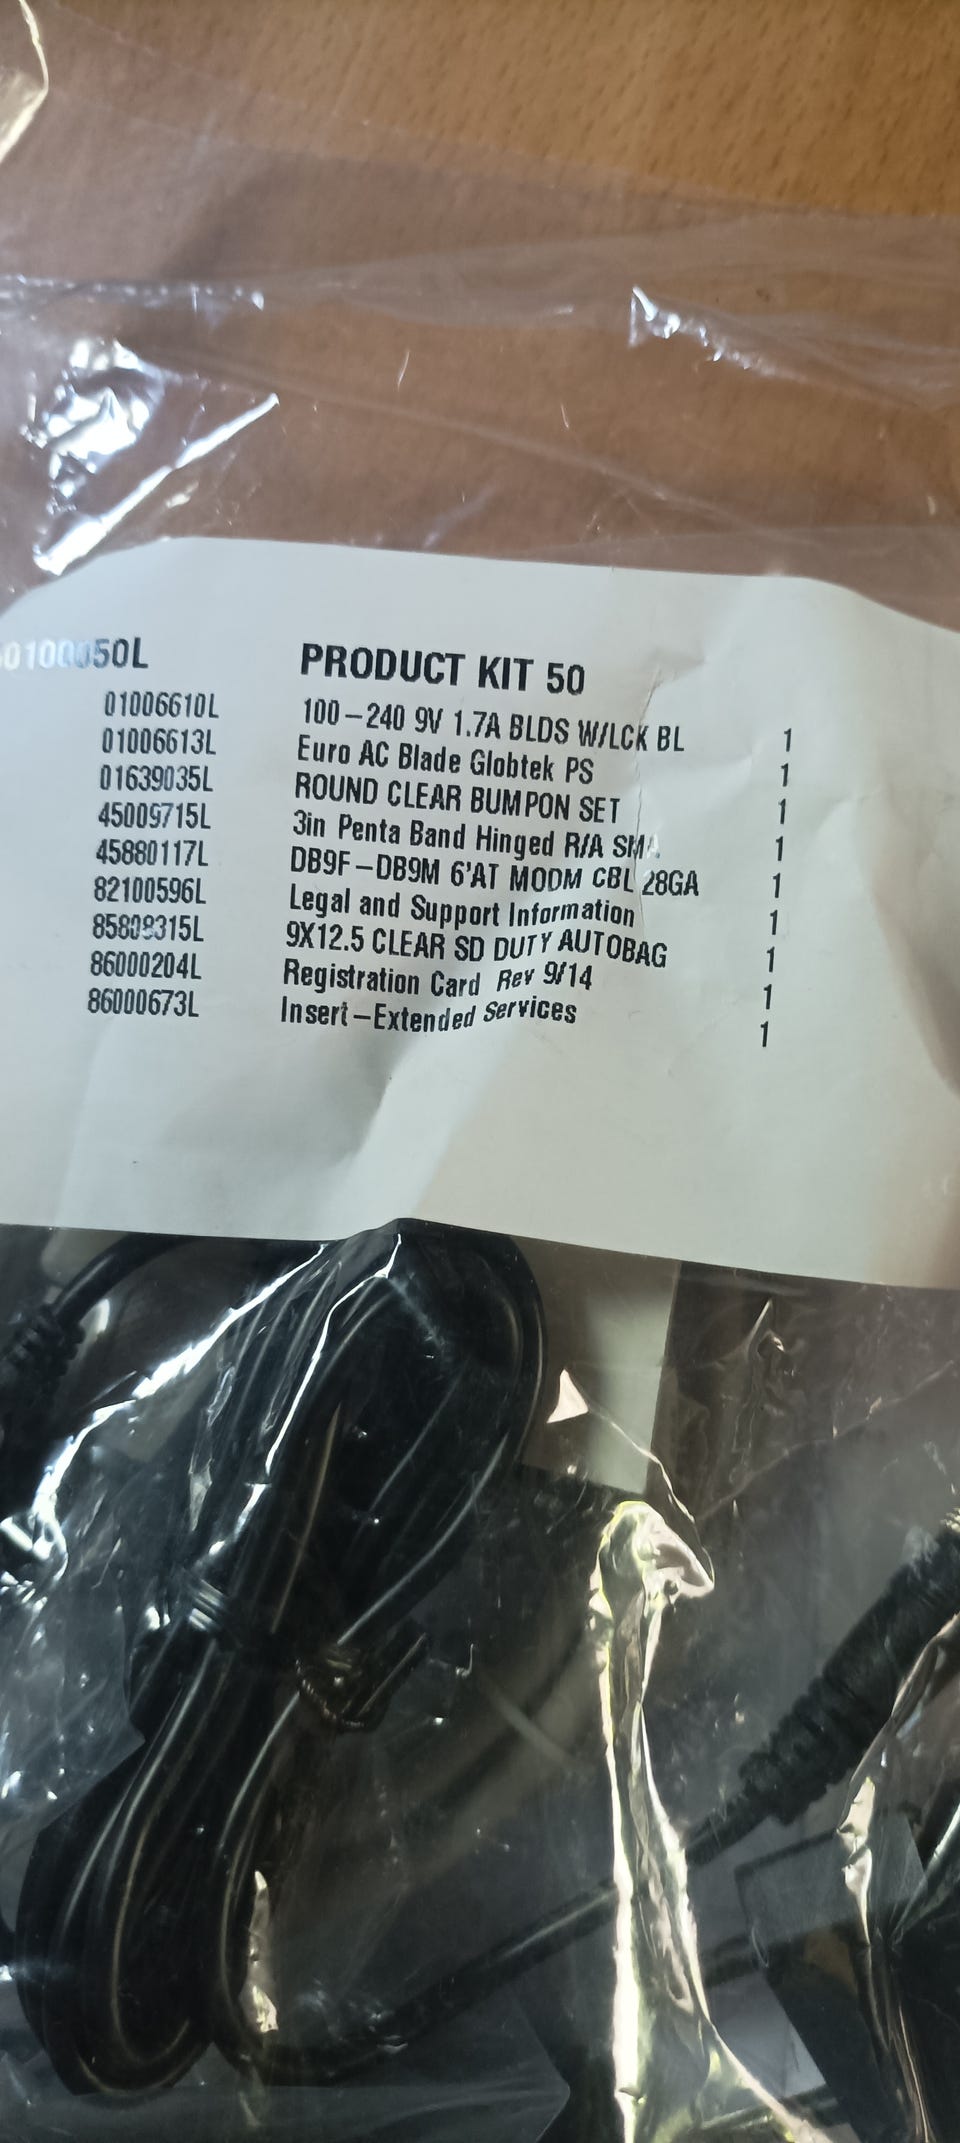 50100050L PRODUCT KIT 50
01006610L 100-240 9V 1.7A BLDS W/LCK BL 1
01006613L Euro AC Blade Globtek PS 1
01639035L ROUND CLEAR BUMPON SET 1
45009715L 3in Penta Band Hinged R/A SMA 1
45880117L DB9F-DB9M 6'AT MODM CBL 28GA 1
82100596L Legal and Support Information 1
85808315L 9X12.5 CLEAR SD DUTY AUTOBAG 1
86000204L Registration Card Rev 9/14 1
86000673L Insert-Extended Services 1